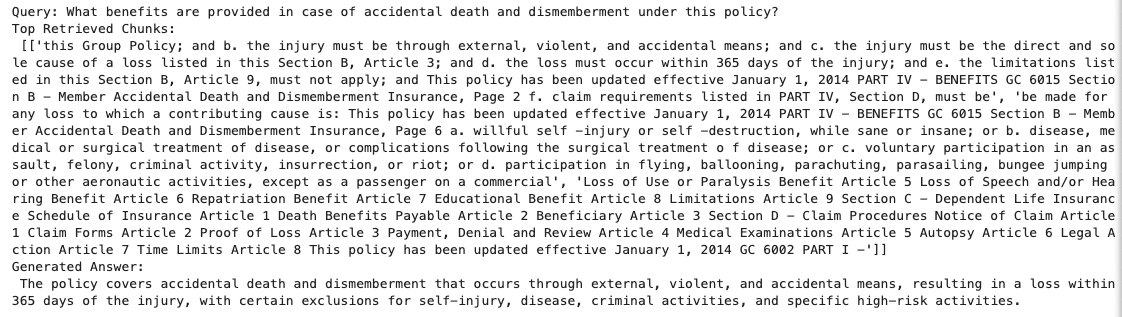 Query: What benefits are provided in case of accidental death and dismemberment under this policy?
Top Retrieved Chunks:
[['this Group Policy; and b. the injury must be through external, violent, and accidental means; and c. the injury must be the direct and so
le cause of a loss listed in this Section B, Article 3; and d. the loss must occur within 365 days of the injury; and e. the limitations list
ed in this Section B, Article 9, must not apply; and This policy has been updated effective January 1, 2014 PART IV – BENEFITS GC 6015 Sectio
n B – Member Accidental Death and Dismemberment Insurance, Page 2 f. claim requirements listed in PART IV, Section D, must be', 'be made for
any loss to which a contributing cause is: This policy has been updated effective January 1, 2014 PART IV – BENEFITS GC 6015 Section B – Memb
er Accidental Death and Dismemberment Insurance, Page 6 a. willful self –injury or self –destruction, while sane or insane; or b. disease, me
dical or surgical treatment of disease, or complications following the surgical treatment o f disease; or c. voluntary participation in an as
sault, felony, criminal activity, insurrection, or riot; or d. participation in flying, ballooning, parachuting, parasailing, bungee jumping
or other aeronautic activities, except as a passenger on a commercial', 'Loss of Use or Paralysis Benefit Article 5 Loss of Speech and/or Hea
ring Benefit Article 6 Repatriation Benefit Article 7 Educational Benefit Article 8 Limitations Article 9 Section C – Dependent Life Insuranc
e Schedule of Insurance Article 1 Death Benefits Payable Article 2 Beneficiary Article 3 Section D – Claim Procedures Notice of Claim Article
1 Claim Forms Article 2 Proof of Loss Article 3 Payment, Denial and Review Article 4 Medical Examinations Article 5 Autopsy Article 6 Legal A
ction Article 7 Time Limits Article 8 This policy has been updated effective January 1, 2014 GC 6002 PART I –']]
Generated Answer:
The policy covers accidental death and dismemberment that occurs through external, violent, and accidental means, resulting in a loss within
365 days of the injury, with certain exclusions for self-injury, disease, criminal activities, and specific high-risk activities.